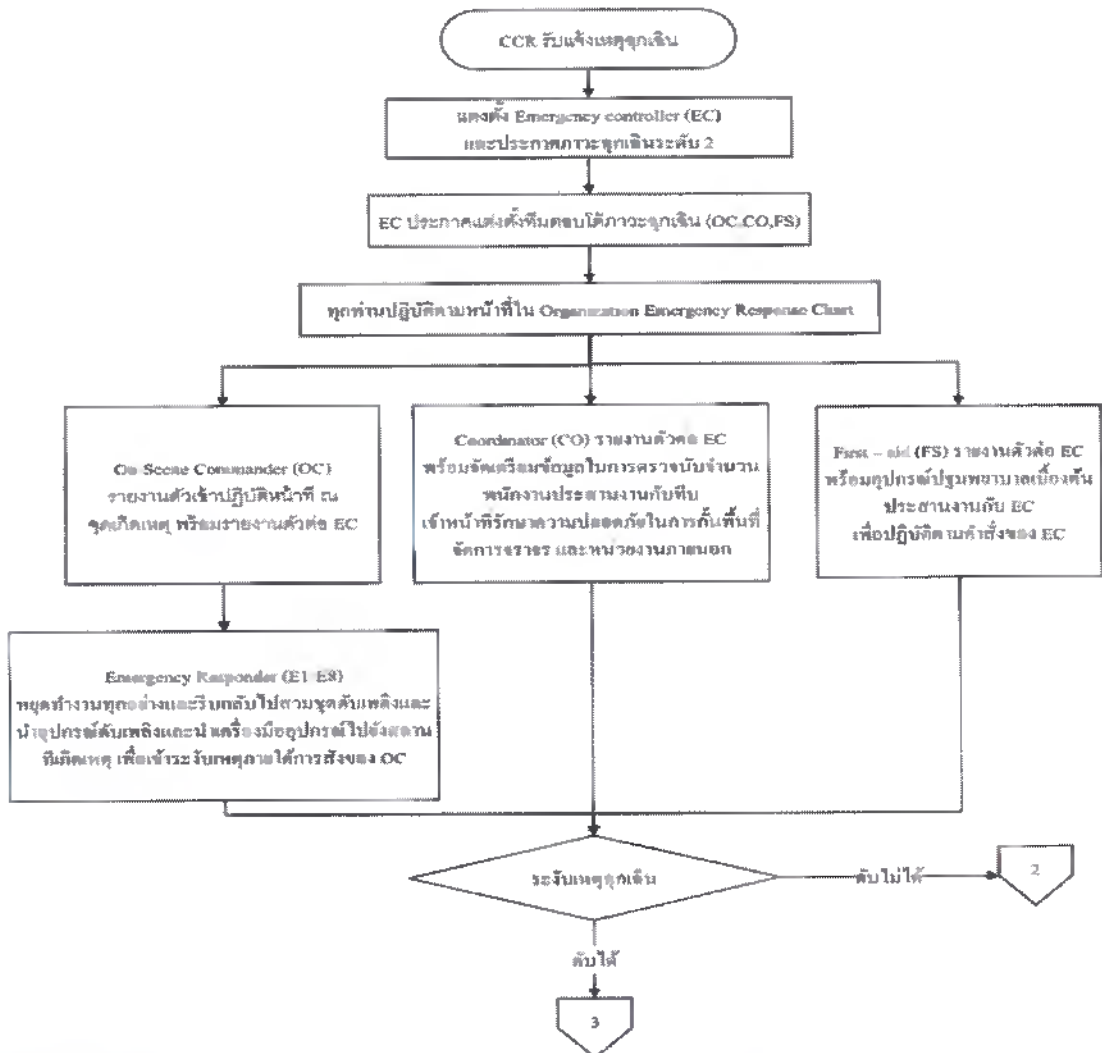 CCR รับแจ้งเหตุฉุกเฉิน
แต่งตั้ง Emergency controller (EC)
และประกาศภาวะฉุกเฉินระดับ 2
EC ประกาศแต่งตั้งทีมตอบโต้ภาวะฉุกเฉิน (OC,CO,FS)
ทุกท่านปฏิบัติตามหน้าที่ใน Organization Emergency Response Chart
On-Scene Commander (OC)
รายงานตัวเข้าปฏิบัติหน้าที่ ณ
จุดเกิดเหตุ พร้อมรายงานตัวต่อ EC
Coordinator (CO) รายงานตัวต่อ EC
พร้อมจัดเตรียมข้อมูลในการตรวจนับจำนวน
พนักงานประสานงานกับทีม
เจ้าหน้าที่รักษาความปลอดภัยในการกั้นพื้นที่
จัดการจราจร และหน่วยงานภายนอก
First – aid (FS) รายงานตัวต่อ EC
พร้อมอุปกรณ์ปฐมพยาบาลเบื้องต้น
ประสานงานกับ EC
เพื่อปฏิบัติตามคำสั่งของ EC
Emergency Responder (E1-E8)
หยุดทำงานทุกอย่างและรีบกลับไปสวมชุดดับเพลิงและ
นำอุปกรณ์ดับเพลิงและนำเครื่องมืออุปกรณ์ไปยังสถาน
ที่เกิดเหตุ เพื่อเข้าระงับเหตุภายใต้การสั่งของ OC
ระงับเหตุฉุกเฉิน
ดับไม่ได้
2
ดับได้
3